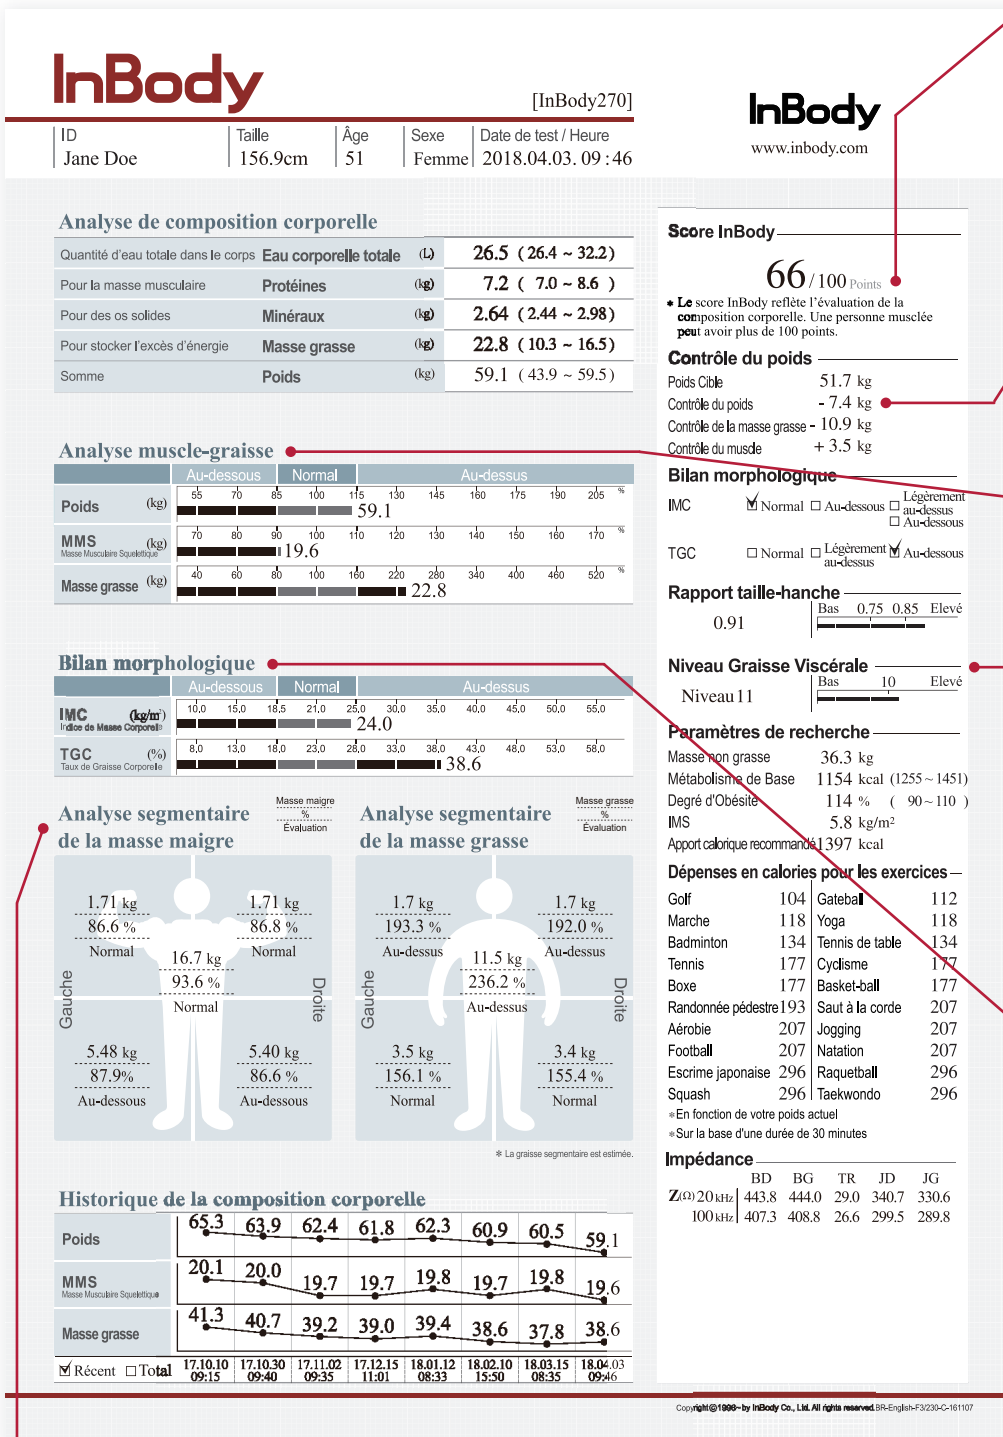 InBody
[InBody270]
InBody
www.inbody.com
ID
Jane Doe
Taille
156.9cm
Âge
51
Sexe
Femme
Date de test / Heure
2018.04.03. 09:46
Analyse de composition corporelle
Quantité d'eau totale dans le corps Eau corporelle totale (L) 26.5 (26.4 ~ 32.2)
Pour la masse musculaire Protéines (kg) 7.2 ( 7.0 ~ 8.6 )
Pour des os solides Minéraux (kg) 2.64 (2.44 ~ 2.98)
Pour stocker l'excès d'énergie Masse grasse (kg) 22.8 (10.3 ~ 16.5)
Somme Poids (kg) 59.1 (43.9 ~ 59.5)
Analyse muscle-graisse
Au-dessous Normal Au-dessus
Poids (kg) 55 70 85 100 115 130 145 160 175 190 205 %
59.1
MMS (kg) 70 80 90 100 110 120 130 140 150 160 170 %
Masse Musculaire Squelettique 19.6
Masse grasse (kg) 40 60 80 100 160 220 280 340 400 460 520 %
22.8
Bilan morphologique
Au-dessous Normal Au-dessus
IMC (kg/m²) 10,0 15,0 18,5 21,0 25,0 30,0 35,0 40,0 45,0 50,0 55,0
Indice de Masse Corporelle 24.0
TGC (%) 8,0 13,0 18,0 23,0 28,0 33,0 38,0 43,0 48,0 53,0 58,0
Taux de Graisse Corporelle 38.6
Analyse segmentaire
de la masse maigre
Masse maigre
%
Évaluation
1.71 kg 1.71 kg
86.6 % 86.8 %
Normal Normal
16.7 kg
93.6 %
Normal
Gauche
Droite
5.48 kg 5.40 kg
87.9% 86.6 %
Au-dessous Au-dessous
Analyse segmentaire
de la masse grasse
Masse grasse
%
Évaluation
1.7 kg 1.7 kg
193.3 % 192.0 %
Au-dessus Au-dessus
11.5 kg
236.2 %
Au-dessus
Gauche
Droite
3.5 kg 3.4 kg
156.1 % 155.4 %
Normal Normal
* La graisse segmentaire est estimée.
Historique de la composition corporelle
Poids 65.3 63.9 62.4 61.8 62.3 60.9 60.5 59.1
MMS 20.1 20.0 19.7 19.7 19.8 19.7 19.8 19.6
Masse Musculaire Squelettique
Masse grasse 41.3 40.7 39.2 39.0 39.4 38.6 37.8 38.6
Récent Total 17.10.10 17.10.30 17.11.02 17.12.15 18.01.12 18.02.10 18.03.15 18.04.03
09:15 09:40 09:35 11:01 08:33 15:50 08:35 09:46
Score InBody
66/100 Points
* Le score InBody reflète l'évaluation de la
composition corporelle. Une personne musclée
peut avoir plus de 100 points.
Contrôle du poids
Poids Cible 51.7 kg
Contrôle du poids - 7.4 kg
Contrôle de la masse grasse - 10.9 kg
Contrôle du muscle + 3.5 kg
Bilan morphologique
IMC Normal Au-dessous Légèrement
au-dessus
Au-dessous
TGC Normal Légèrement Au-dessous
au-dessus
Rapport taille-hanche
0.91 Bas 0.75 0.85 Elevé
Niveau Graisse Viscérale
Niveau11 Bas 10 Elevé
Paramètres de recherche
Masse non grasse 36.3 kg
Métabolisme de Base 1154 kcal (1255~1451)
Degré d'Obésité 114 % ( 90~110 )
IMS 5.8 kg/m²
Apport calorique recommandé 1397 kcal
Dépenses en calories pour les exercices
Golf 104 Gateball 112
Marche 118 Yoga 118
Badminton 134 Tennis de table 134
Tennis 177 Cyclisme 177
Boxe 177 Basket-ball 177
Randonnée pédestre 193 Saut à la corde 207
Aérobie 207 Jogging 207
Football 207 Natation 207
Escrime japonaise 296 Raquetball 296
Squash 296 Taekwondo 296
*En fonction de votre poids actuel
*Sur la base d'une durée de 30 minutes
Impédance
BD BG TR JD JG
Z(Ω) 20 kHz 443.8 444.0 29.0 340.7 330.6
100 kHz 407.3 408.8 26.6 299.5 289.8
Copyright©1996~ by InBody Co., Ltd. All rights reserved.BR-English-F3/230-C-161107